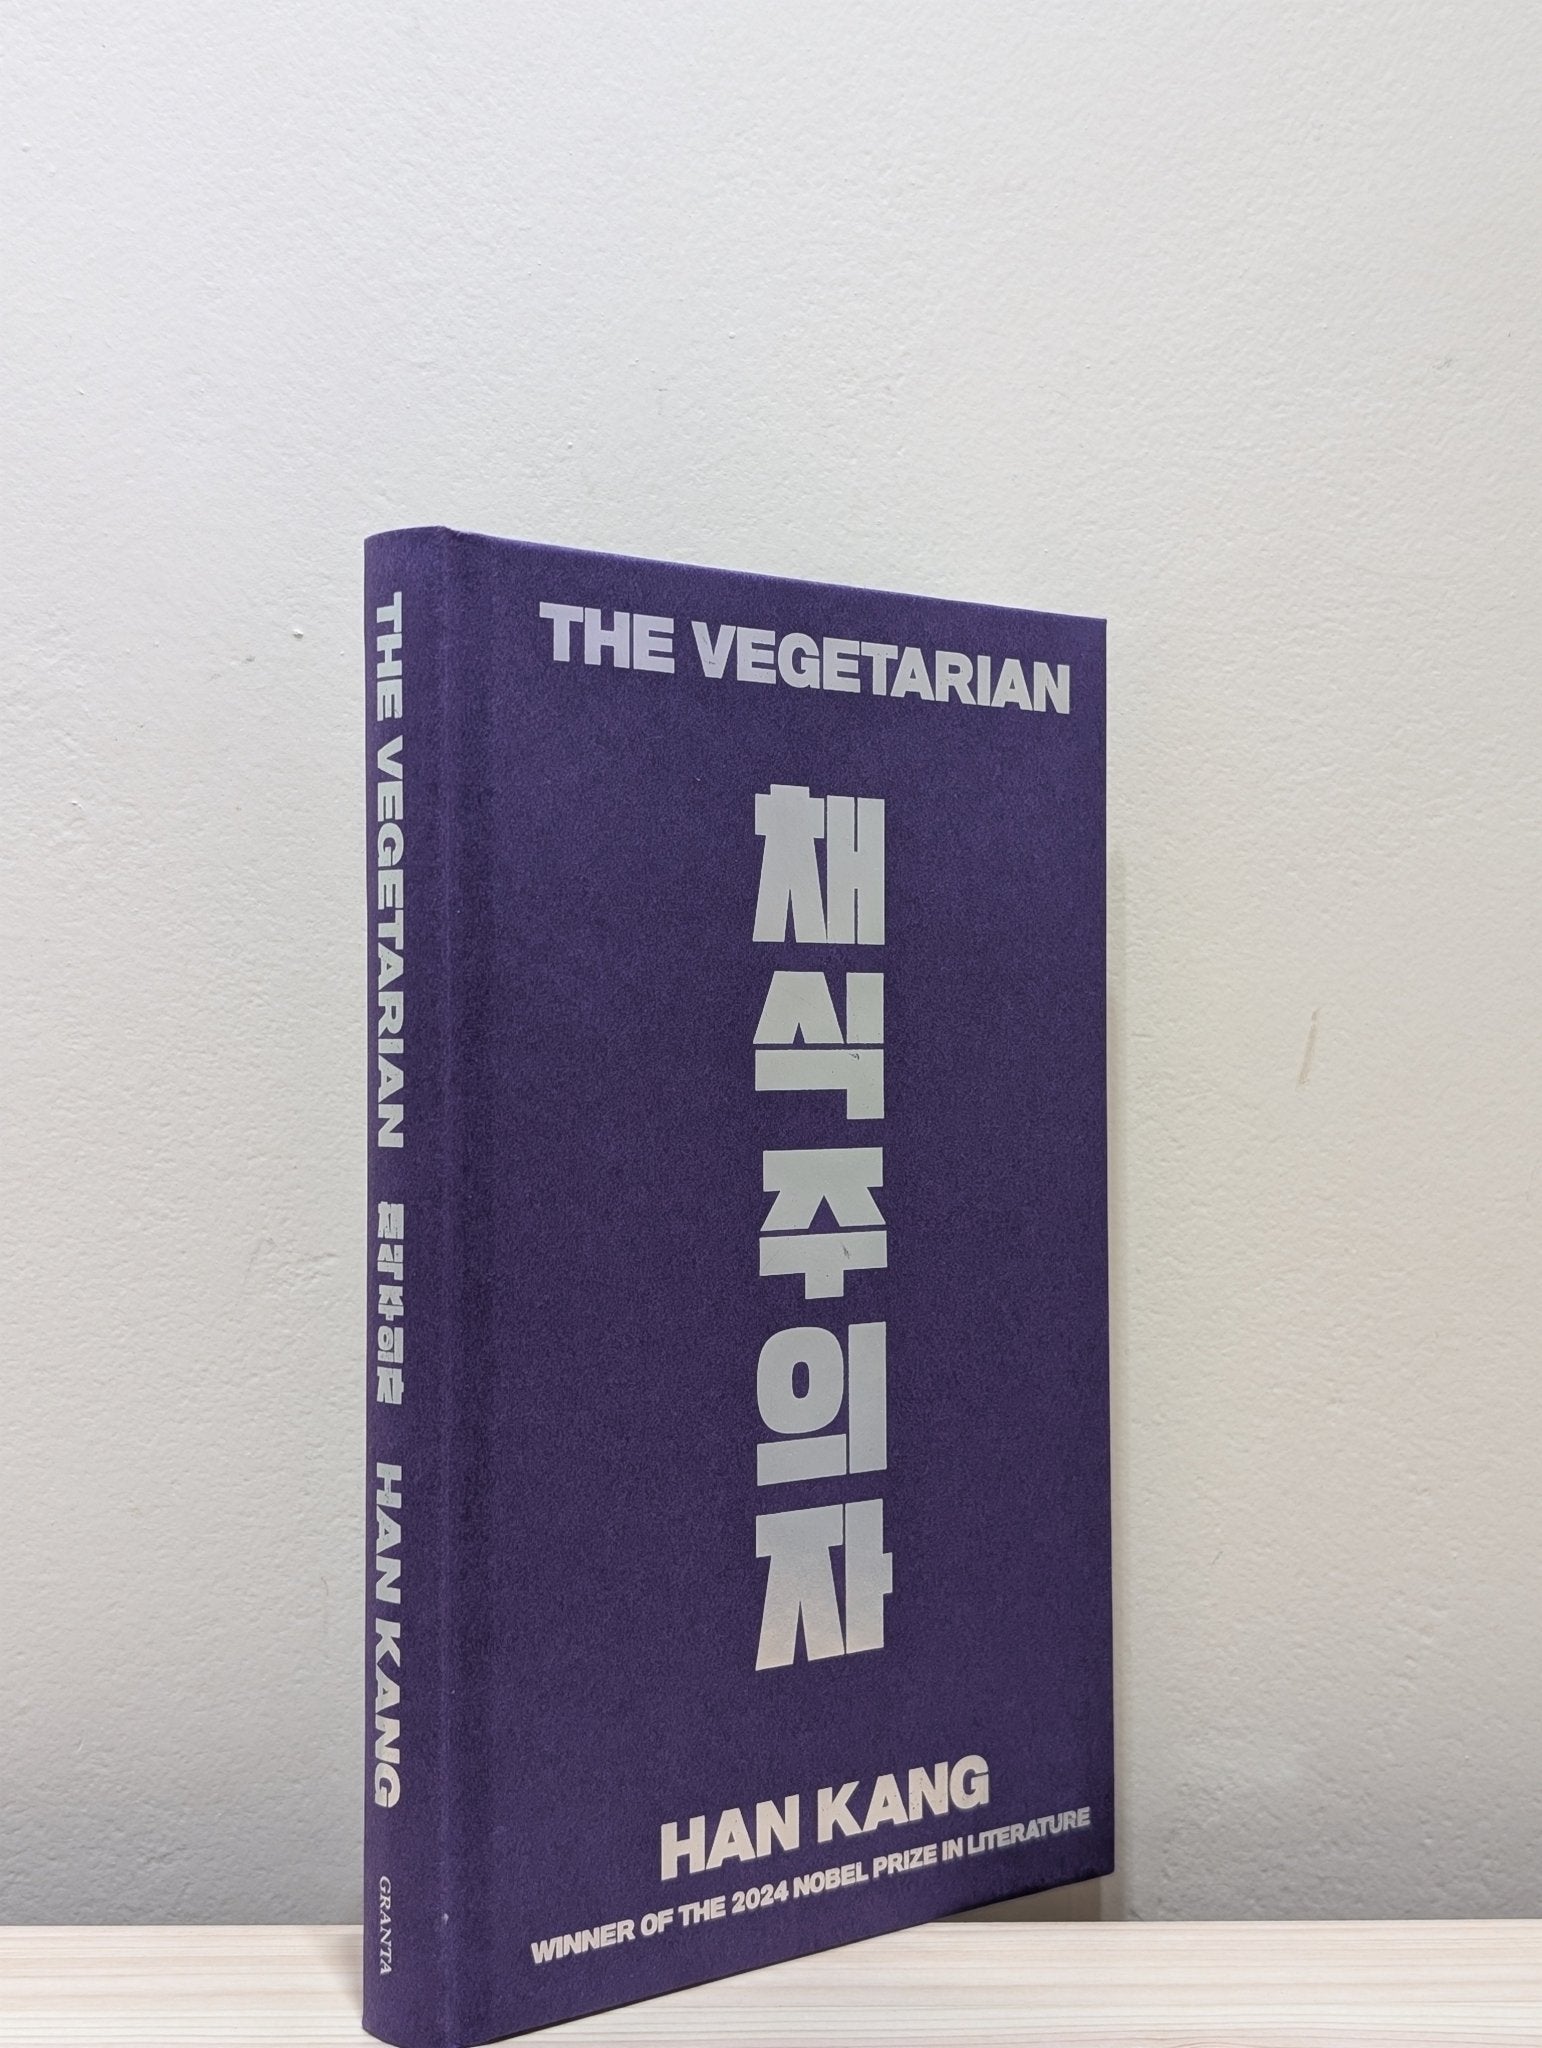 THE VEGETARIAN 채식주의자 HAN KANG GRANTA
THE VEGETARIAN
채식주의자
HAN KANG
WINNER OF THE 2024 NOBEL PRIZE IN LITERATURE